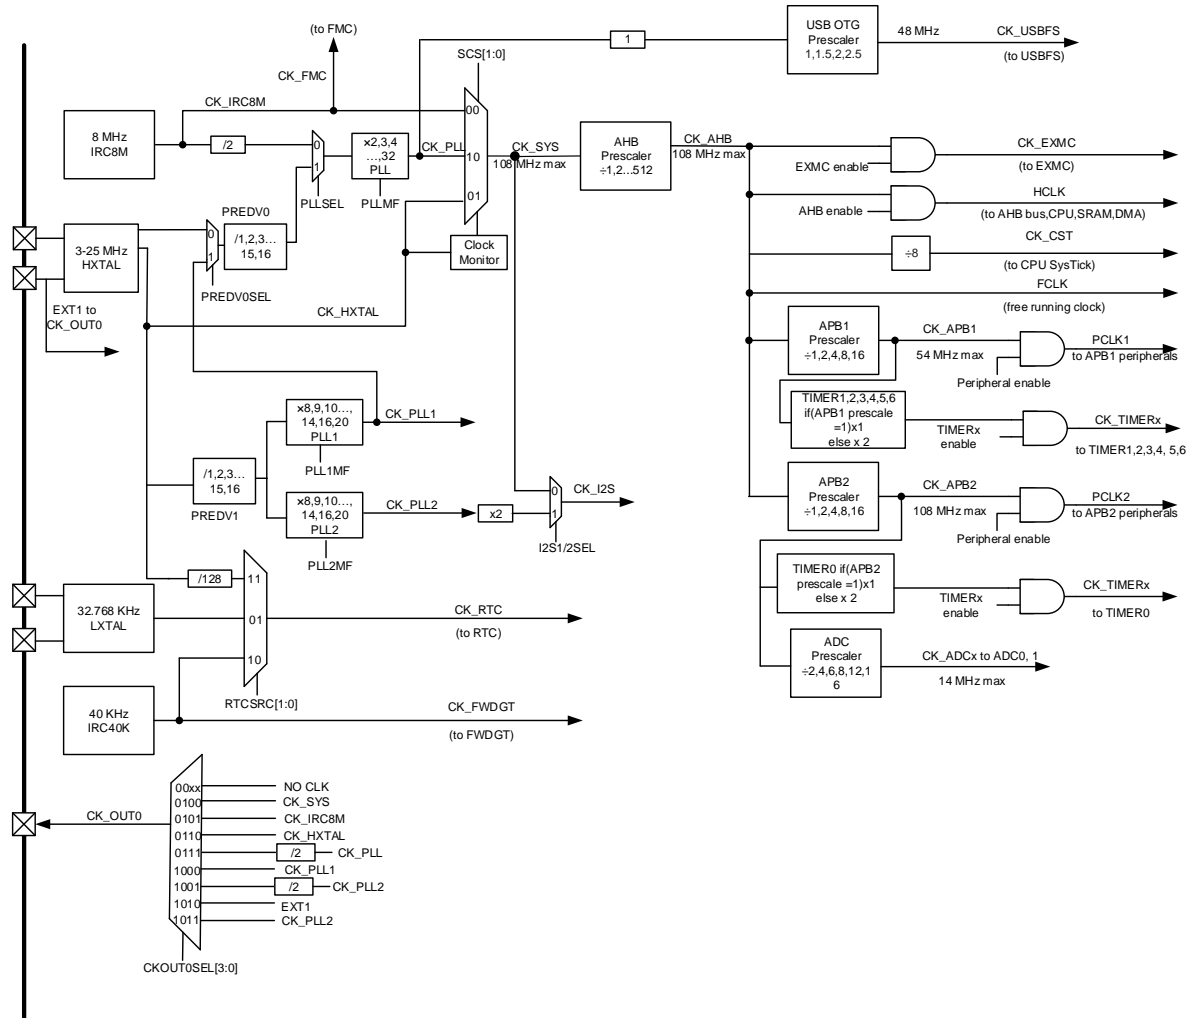 (to FMC)
CK_FMC
SCS[1:0]
1
USB OTG
Prescaler
1,1.5,2,2.5
48 MHz
CK_USBFS
(to USBFS)
CK_IRC8M
8 MHz
IRC8M
/2
0
1
PLLSEL
×2,3,4
…,32
PLL
PLLMF
CK_PLL
00
10
01
CK_SYS
108 MHz max
AHB
Prescaler
÷1,2...512
CK_AHB
108 MHz max
EXMC enable
CK_EXMC
(to EXMC)
AHB enable
HCLK
(to AHB bus,CPU,SRAM,DMA)
÷8
CK_CST
(to CPU SysTick)
FCLK
(free running clock)
3-25 MHz
HXTAL
0
1
PREDV0
/1,2,3…
15,16
PREDV0SEL
Clock
Monitor
EXT1 to
CK_OUT0
CK_HXTAL
APB1
Prescaler
÷1,2,4,8,16
CK_APB1
54 MHz max
Peripheral enable
PCLK1
to APB1 peripherals
TIMER1,2,3,4,5,6
if(APB1 prescale
=1)x1
else x 2
TIMERx
enable
CK_TIMERx
to TIMER1,2,3,4, 5,6
×8,9,10…,
14,16,20
PLL1
CK_PLL1
PLL1MF
/1,2,3…
15,16
PREDV1
×8,9,10…,
14,16,20
PLL2
CK_PLL2
PLL2MF
x2
0
1
CK_I2S
I2S1/2SEL
APB2
Prescaler
÷1,2,4,8,16
CK_APB2
108 MHz max
Peripheral enable
PCLK2
to APB2 peripherals
TIMER0 if(APB2
prescale =1)x1
else x 2
TIMERx
enable
CK_TIMERx
to TIMER0
ADC
Prescaler
÷2,4,6,8,12,1
6
CK_ADCx to ADC0, 1
14 MHz max
/128
11
01
10
32.768 KHz
LXTAL
CK_RTC
(to RTC)
RTCSRC[1:0]
40 KHz
IRC40K
CK_FWDGT
(to FWDGT)
CK_OUT0
00xx NO CLK
0100 CK_SYS
0101 CK_IRC8M
0110 CK_HXTAL
0111 /2 CK_PLL
1000 CK_PLL1
1001 /2 CK_PLL2
1010 EXT1
1011 CK_PLL2
CKOUT0SEL[3:0]